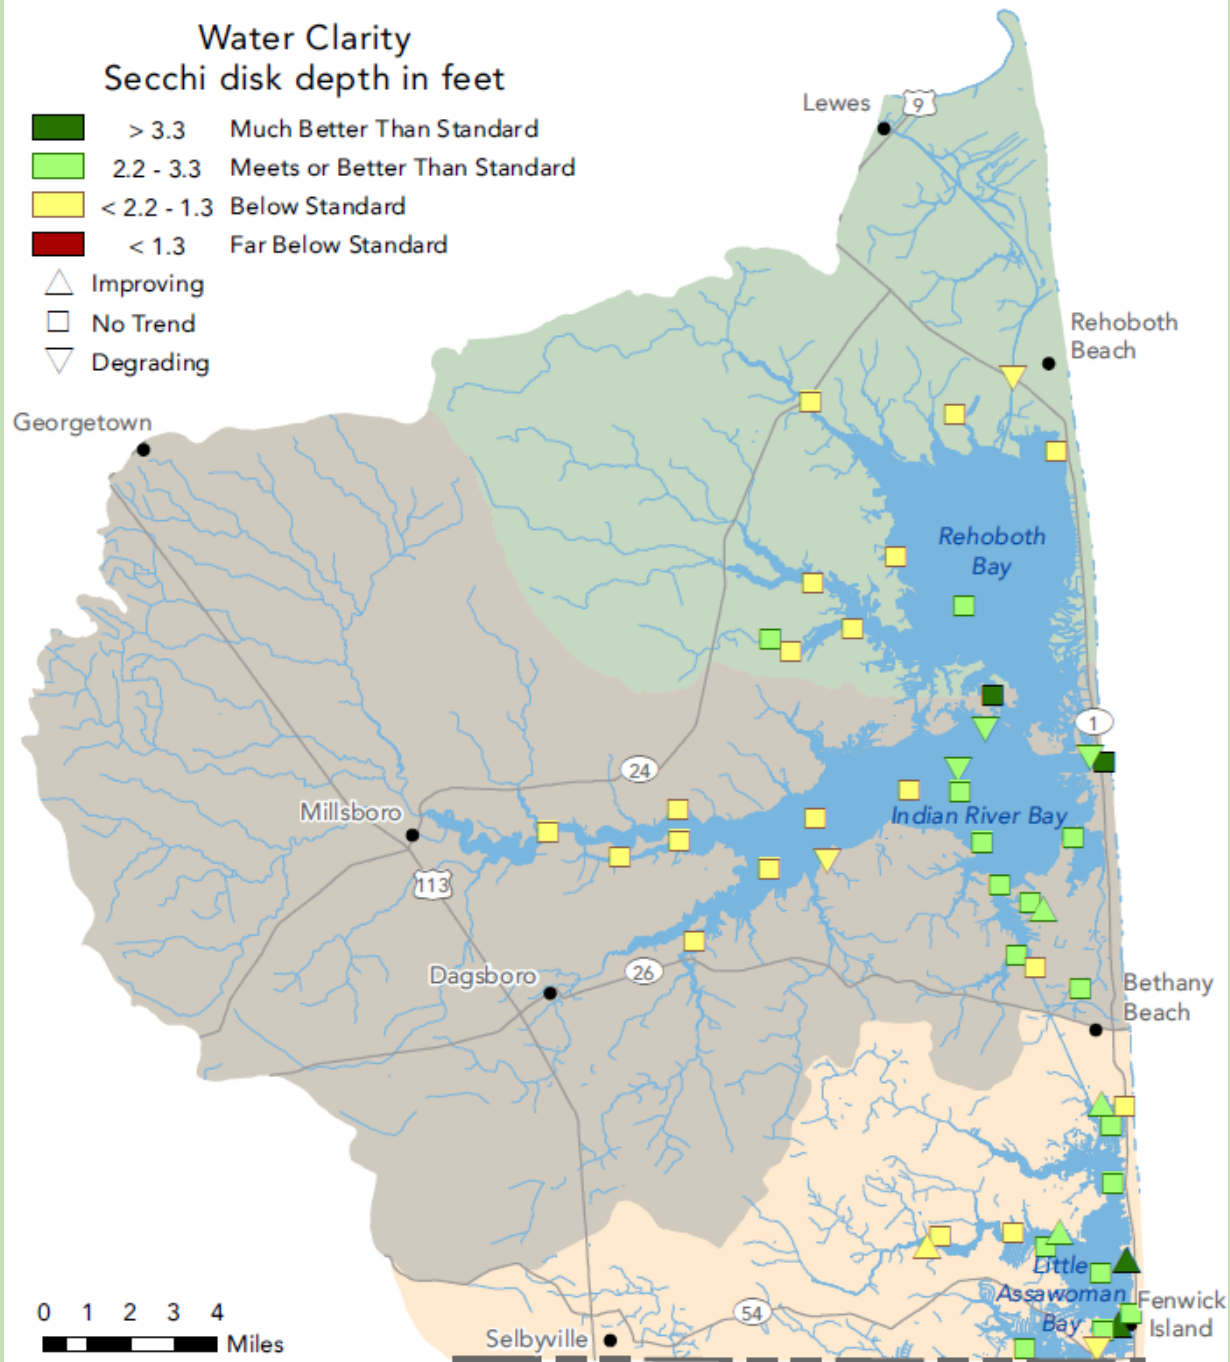 Water Clarity
Secchi disk depth in feet
> 3.3 Much Better Than Standard
2.2 - 3.3 Meets or Better Than Standard
< 2.2 - 1.3 Below Standard
< 1.3 Far Below Standard
Improving
No Trend
Degrading
Lewes
9
Rehoboth
Beach
Georgetown
Rehoboth
Bay
1
24
Millsboro
Indian River Bay
113
Dagsboro
26
Bethany
Beach
Little
Assawoman
Bay
Fenwick
Island
54
Selbyville
0 1 2 3 4
Miles